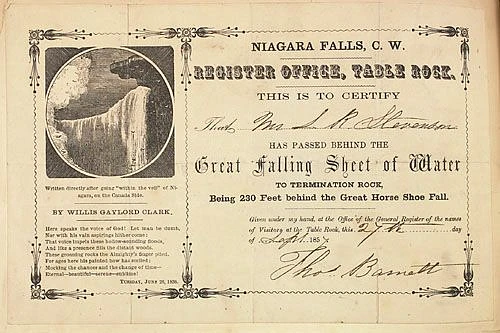 Written directly after going "within the veil" of Ni-
agara, on the Canada Side.
BY WILLIS GAYLORD CLARK.
Here speaks the voice of God! Let man be dumb,
Nor with his vain aspirings hither come:
That voice impels these hollow-sounding floods,
And like a presence fills the distant woods.
These groaning rocks the Almighty's finger piled,
For ages here his painted bow has smiled;
Mocking the chances and the change of time—
Eternal—beautiful—serene—sublime!
TUESDAY, JUNE 26, 1838.
NIAGARA FALLS, C. W.
REGISTER OFFICE, TABLE ROCK.
THIS IS TO CERTIFY
That Mr S. R. Stevenson
HAS PASSED BEHIND THE
Great Falling Sheet of Water
TO TERMINATION ROCK,
Being 230 Feet behind the Great Horse Shoe Fall.
Given under my hand, at the Office of the General Register of the names
of Visitors at the Table Rock, this 27th day
of Sept. 1857
Thos Barnett